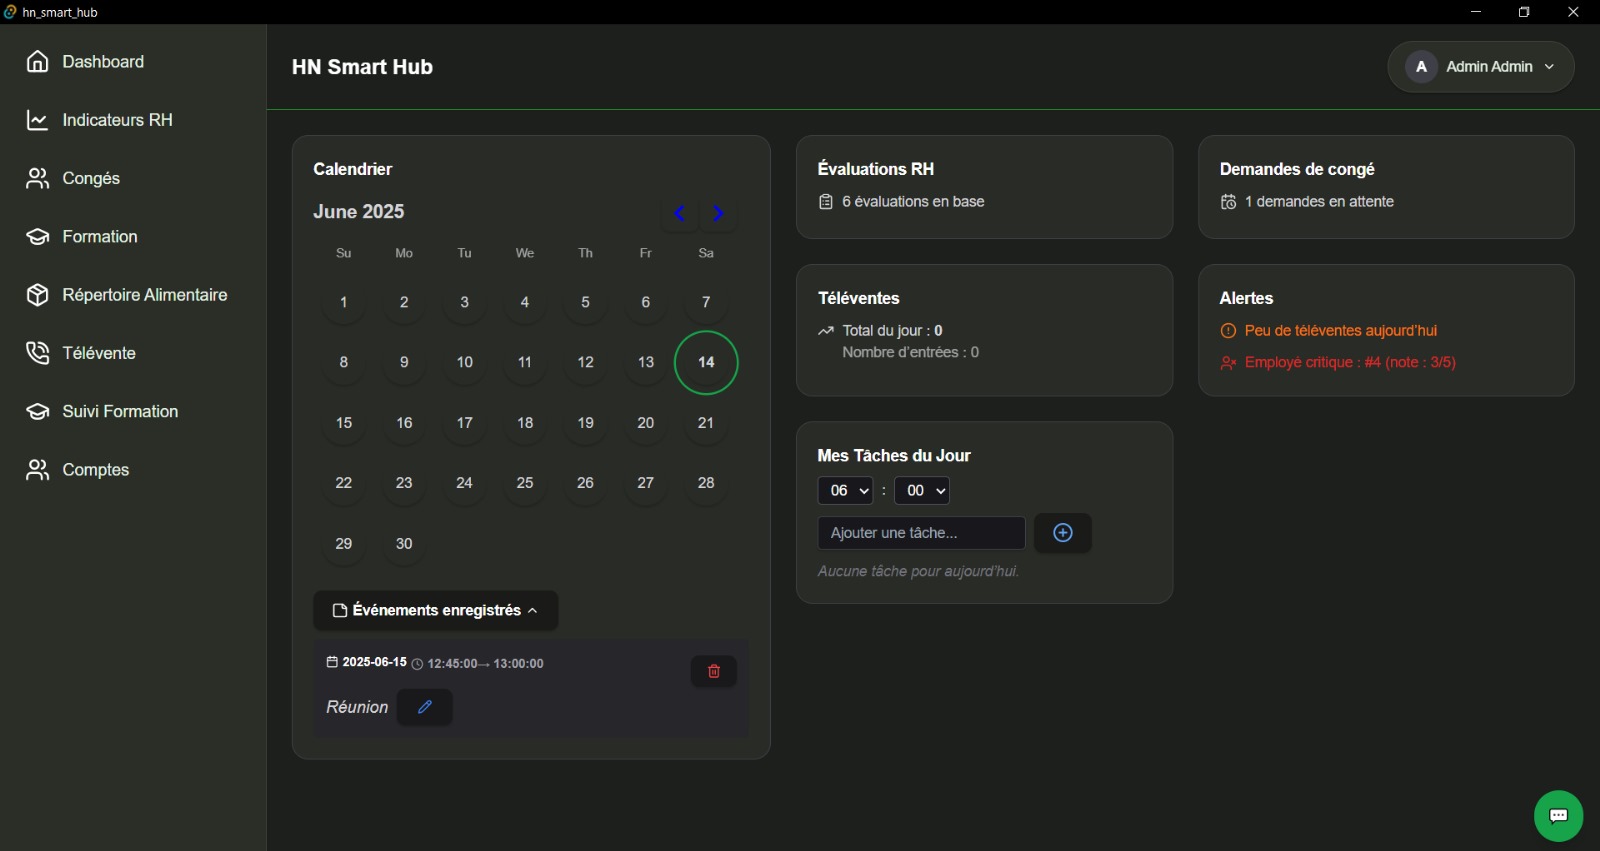 hn_smart_hub
Dashboard
Indicateurs RH
Congés
Formation
Répertoire Alimentaire
Télévente
Suivi Formation
Comptes
HN Smart Hub
A Admin Admin
Calendrier
June 2025
Su Mo Tu We Th Fr Sa
1 2 3 4 5 6 7
8 9 10 11 12 13 14
15 16 17 18 19 20 21
22 23 24 25 26 27 28
29 30
Événements enregistrés
2025-06-15 12:45:00→ 13:00:00
Réunion
Évaluations RH
6 évaluations en base
Demandes de congé
1 demandes en attente
Téléventes
Total du jour : 0
Nombre d'entrées : 0
Alertes
Peu de téléventes aujourd'hui
Employé critique : #4 (note : 3/5)
Mes Tâches du Jour
06 : 00
Ajouter une tâche...
Aucune tâche pour aujourd'hui.